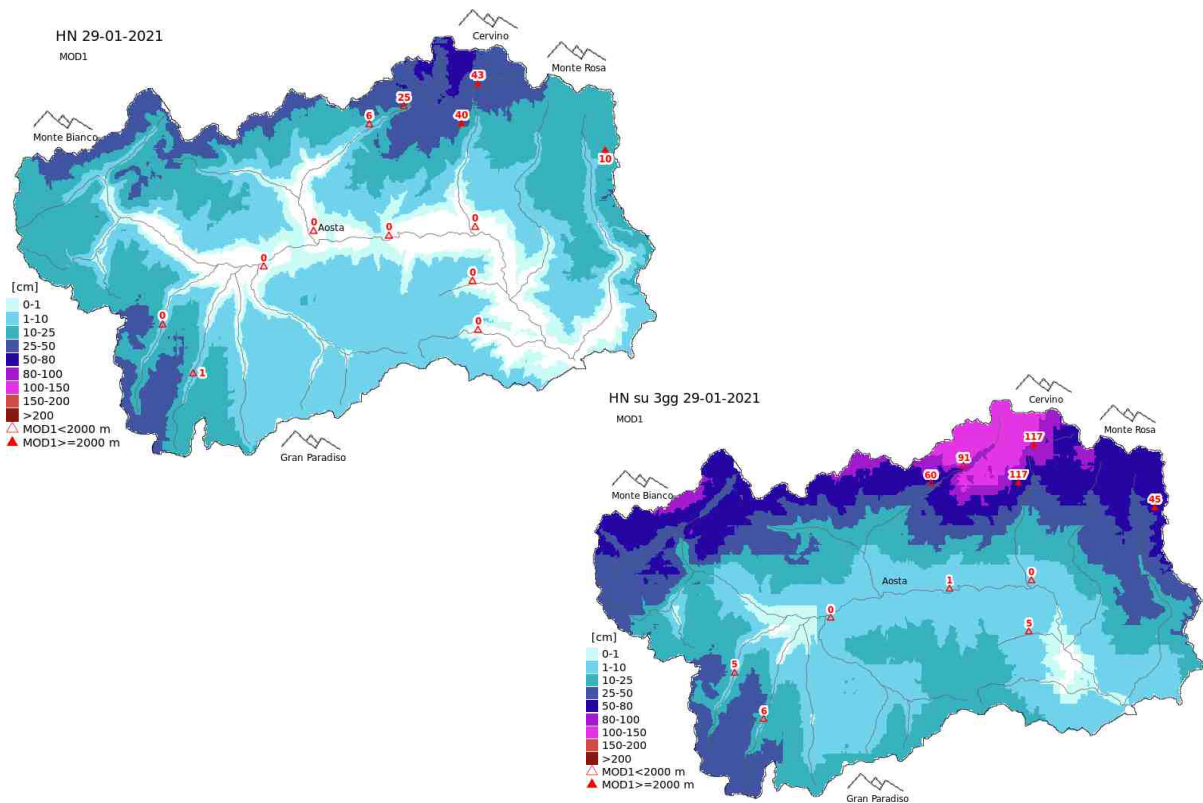 HN 29-01-2021
MOD1
Cervino
Monte Rosa
Monte Bianco
43
25
6
40
10
0
Aosta
0
0
0
0
0
0
1
[cm]
0-1
1-10
10-25
25-50
50-80
80-100
100-150
150-200
>200
MOD1<2000 m
MOD1>=2000 m
Gran Paradiso
HN su 3gg 29-01-2021
MOD1
Cervino
Monte Rosa
Monte Bianco
117
91
60
117
45
Aosta
1
0
0
5
5
6
[cm]
0-1
1-10
10-25
25-50
50-80
80-100
100-150
150-200
>200
MOD1<2000 m
MOD1>=2000 m
Gran Paradiso